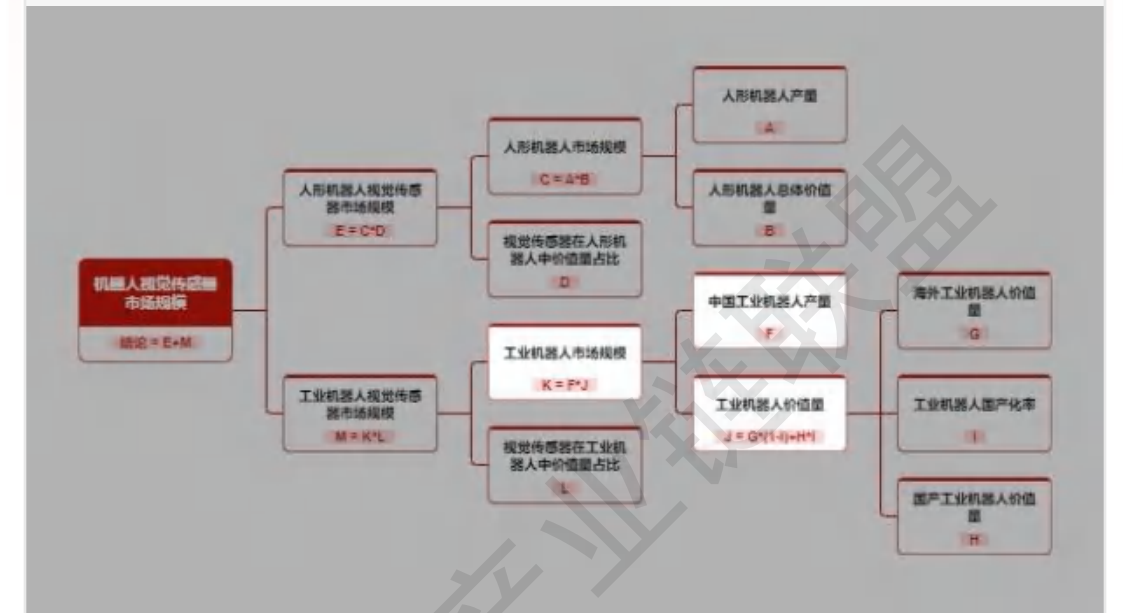 人形机器人产量
A
人形机器人市场规模
C = A*B
人形机器人视觉传感
器市场规模
E = C*D
人形机器人总体价值
量
B
视觉传感器在人形机
器人中价值量占比
D
机器人视觉传感器
市场规模
结论 = E+M
中国工业机器人产量
F
海外工业机器人价值
量
G
工业机器人市场规模
K = F*J
工业机器人视觉传感
器市场规模
M = K*L
工业机器人价值量
J = G*(1-I)+H*I
工业机器人国产化率
I
视觉传感器在工业机
器人中价值量占比
L
国产工业机器人价值
量
H
产业链联盟